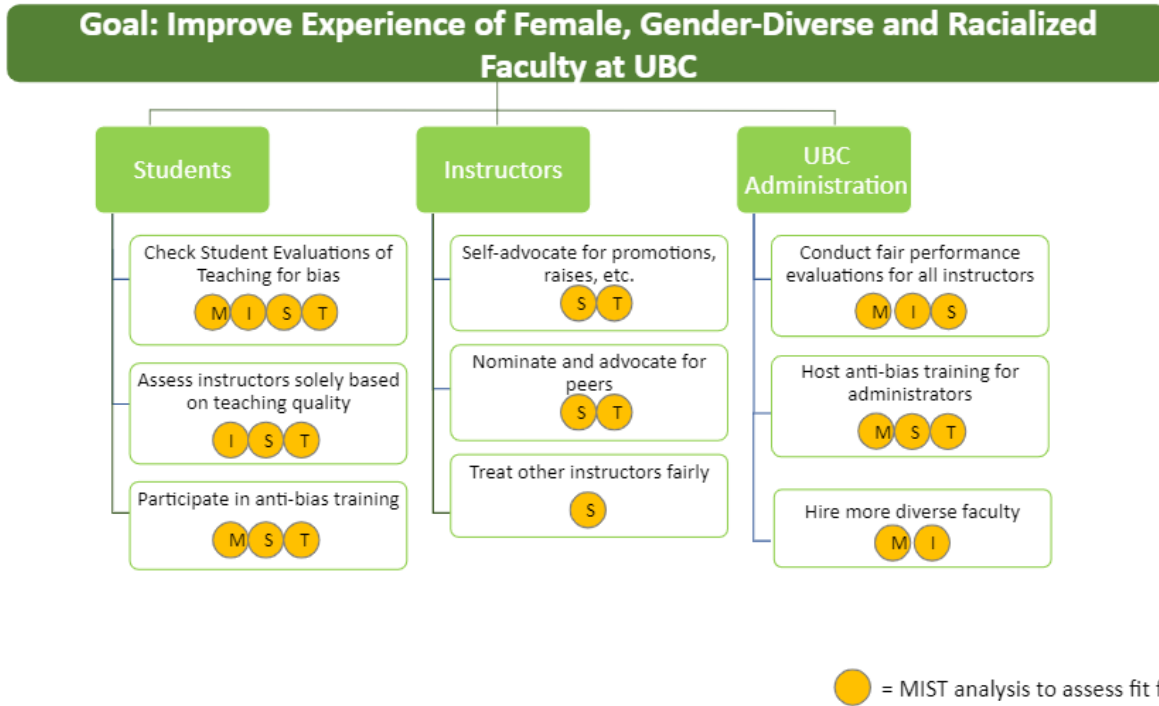 Goal: Improve Experience of Female, Gender-Diverse and Racialized
Faculty at UBC
Students
Check Student Evaluations of
Teaching for bias
M I S T
Assess instructors solely based
on teaching quality
I S T
Participate in anti-bias training
M S T
Instructors
Self-advocate for promotions,
raises, etc.
S T
Nominate and advocate for
peers
S T
Treat other instructors fairly
S
UBC
Administration
Conduct fair performance
evaluations for all instructors
M I S
Host anti-bias training for
administrators
M S T
Hire more diverse faculty
M I
= MIST analysis to assess fit f